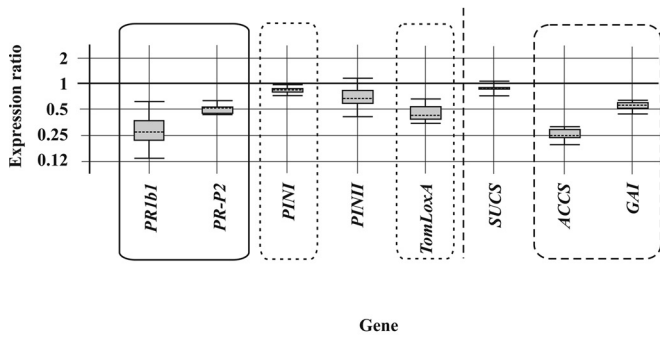 Expression ratio
2
1
0.5
0.25
0.12
PR1b1
PR-P2
PINI
PINII
TomLoxA
SUCS
ACCS
GAI
Gene